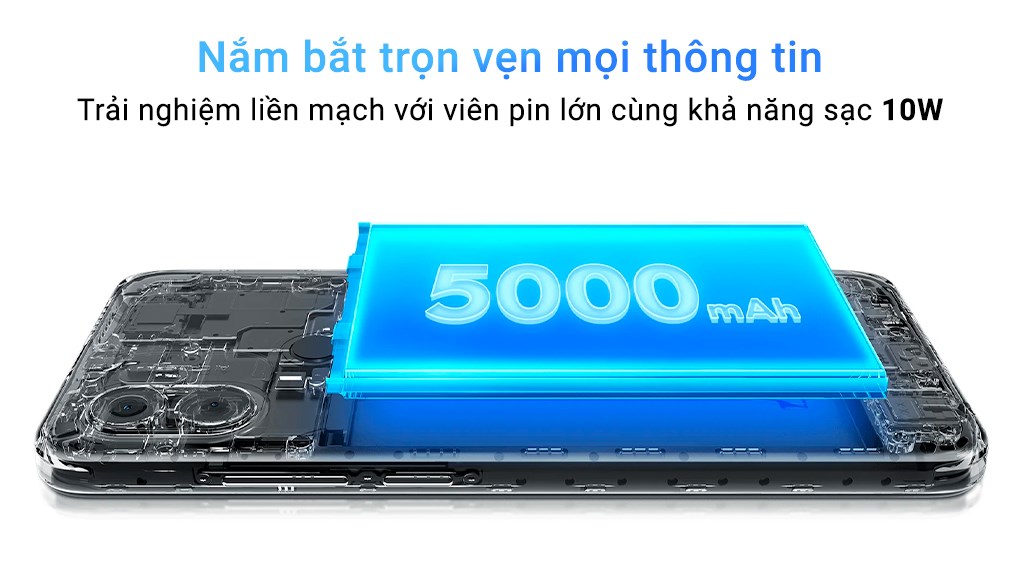 Nắm bắt trọn vẹn mọi thông tin
Trải nghiệm liền mạch với viên pin lớn cùng khả năng sạc 10W
5000 mAh